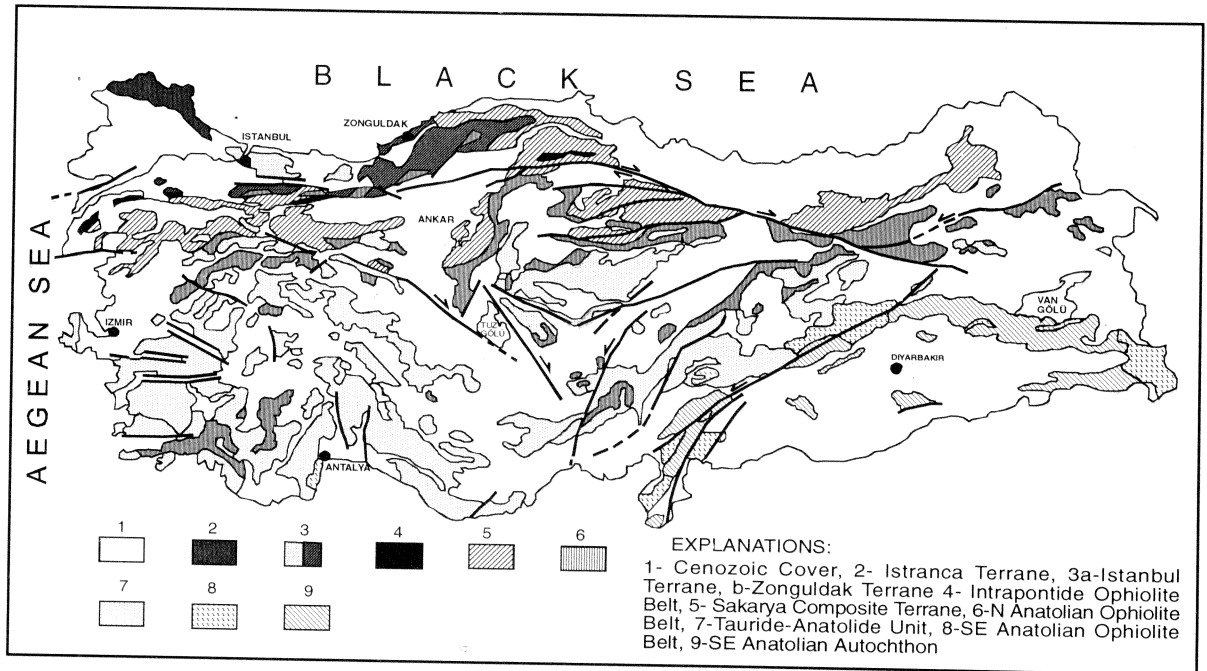 BLACK SEA
ZONGULDAK
ISTANBUL
ANKAR
AEGEAN SEA
TUZ
GÖLÜ
VAN
GÖLÜ
IZMIR
DIYARBAKIR
ANTALYA
1 2 3 4 5 6
7 8 9
EXPLANATIONS:
1- Cenozoic Cover, 2- Istranca Terrane, 3a-Istanbul
Terrane, b-Zonguldak Terrane 4- Intrapontide Ophiolite
Belt, 5- Sakarya Composite Terrane, 6-N Anatolian Ophiolite
Belt, 7-Tauride-Anatolide Unit, 8-SE Anatolian Ophiolite
Belt, 9-SE Anatolian Autochthon